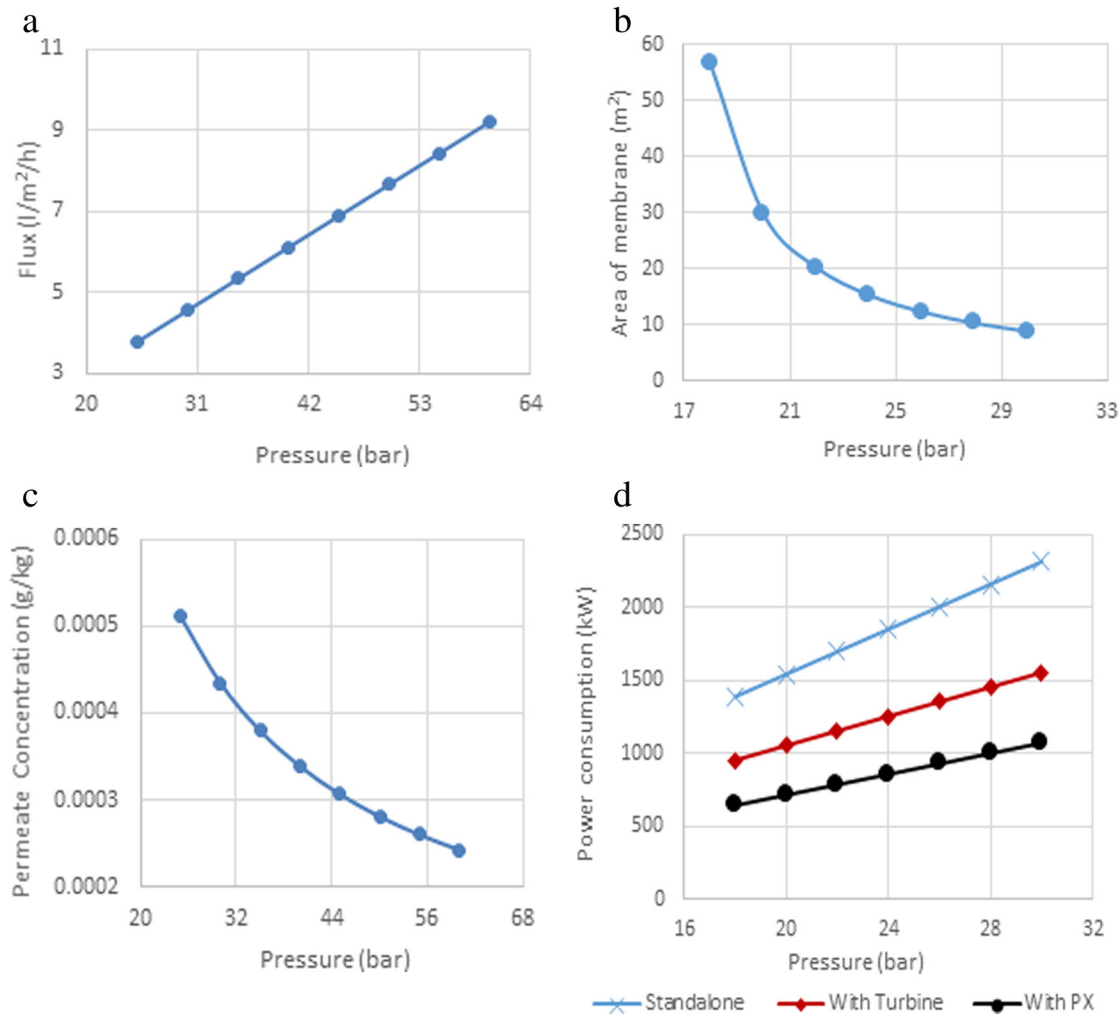 a
11
9
7
5
3
Flux (l/m²/h)
20 31 42 53 64
Pressure (bar)
b
60
50
40
30
20
10
0
Area of membrane (m²)
17 21 25 29 33
Pressure (bar)
c
0.0006
0.0005
0.0004
0.0003
0.0002
Permeate Concentration (g/kg)
20 32 44 56 68
Pressure (bar)
d
2500
2000
1500
1000
500
0
Power consumption (kW)
16 20 24 28 32
Pressure (bar)
Standalone With Turbine With PX